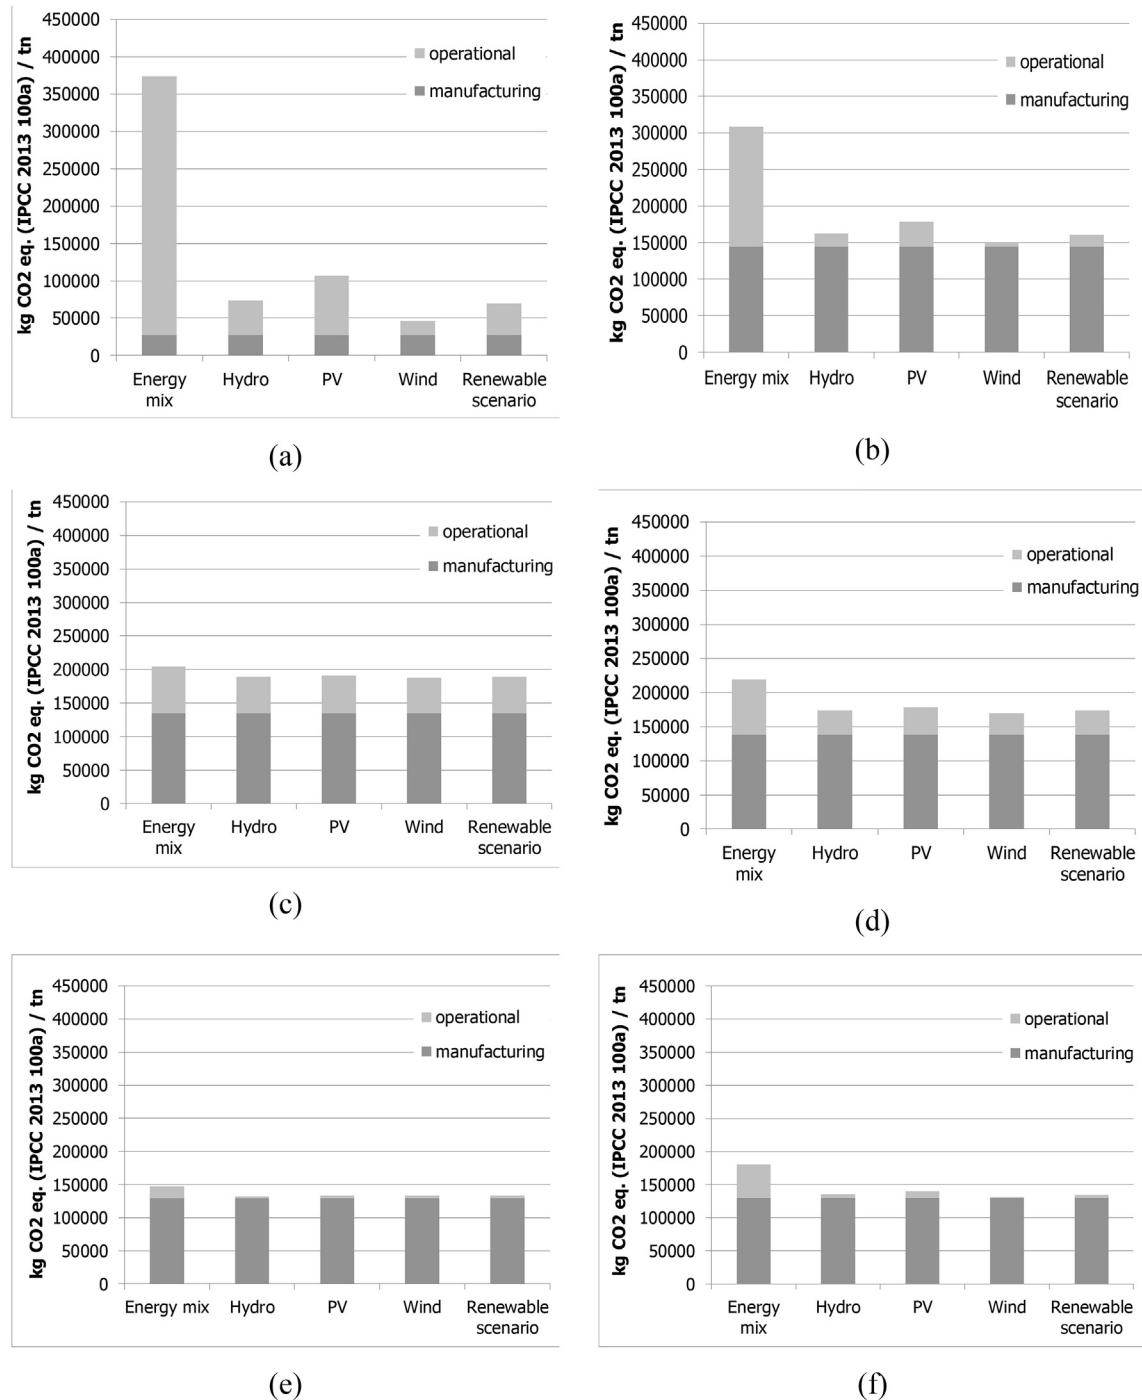 kg CO2 eq. (IPCC 2013 100a) / tn
450000
400000
350000
300000
250000
200000
150000
100000
50000
0
operational
manufacturing
Energy mix
Hydro
PV
Wind
Renewable scenario
(a)
kg CO2 eq. (IPCC 2013 100a) / tn
450000
400000
350000
300000
250000
200000
150000
100000
50000
0
operational
manufacturing
Energy mix
Hydro
PV
Wind
Renewable scenario
(b)
kg CO2 eq. (IPCC 2013 100a) / tn
450000
400000
350000
300000
250000
200000
150000
100000
50000
0
operational
manufacturing
Energy mix
Hydro
PV
Wind
Renewable scenario
(c)
kg CO2 eq. (IPCC 2013 100a) / tn
450000
400000
350000
300000
250000
200000
150000
100000
50000
0
operational
manufacturing
Energy mix
Hydro
PV
Wind
Renewable scenario
(d)
kg CO2 eq. (IPCC 2013 100a) / tn
450000
400000
350000
300000
250000
200000
150000
100000
50000
0
operational
manufacturing
Energy mix
Hydro
PV
Wind
Renewable scenario
(e)
kg CO2 eq. (IPCC 2013 100a) / tn
450000
400000
350000
300000
250000
200000
150000
100000
50000
0
operational
manufacturing
Energy mix
Hydro
PV
Wind
Renewable scenario
(f)